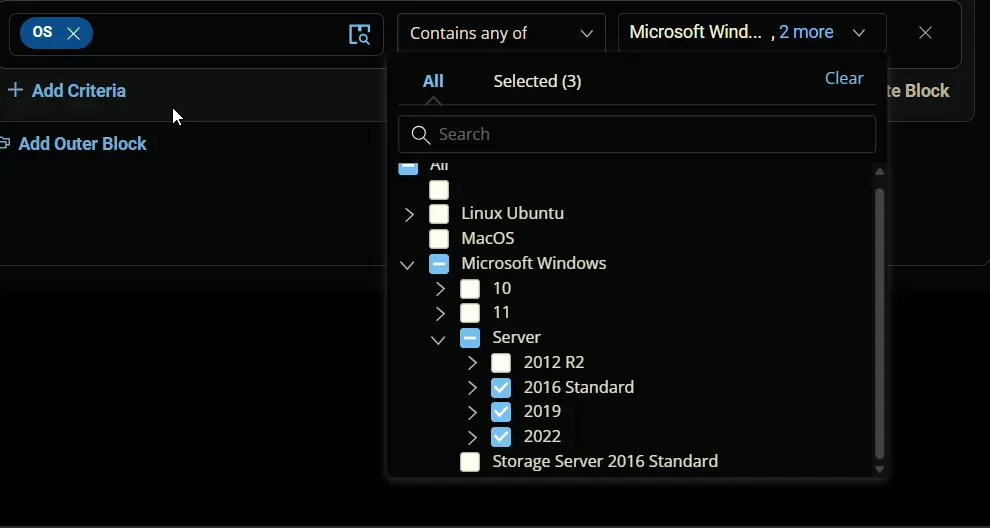 OS
Contains any of
Microsoft Wind... , 2 more
Add Criteria
All
Selected (3)
Clear
te Block
Add Outer Block
Search
All
Linux Ubuntu
MacOS
Microsoft Windows
10
11
Server
2012 R2
2016 Standard
2019
2022
Storage Server 2016 Standard